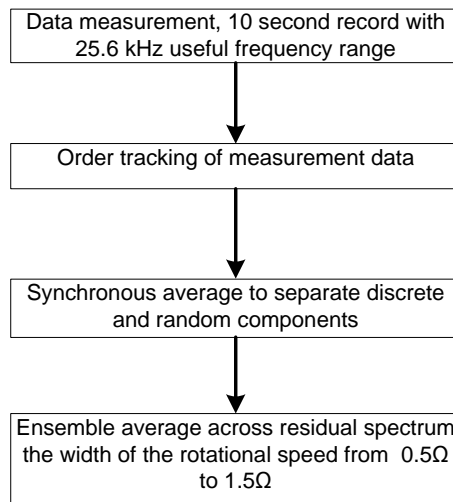 Data measurement, 10 second record with
25.6 kHz useful frequency range
Order tracking of measurement data
Synchronous average to separate discrete
and random components
Ensemble average across residual spectrum
the width of the rotational speed from 0.5Ω
to 1.5Ω